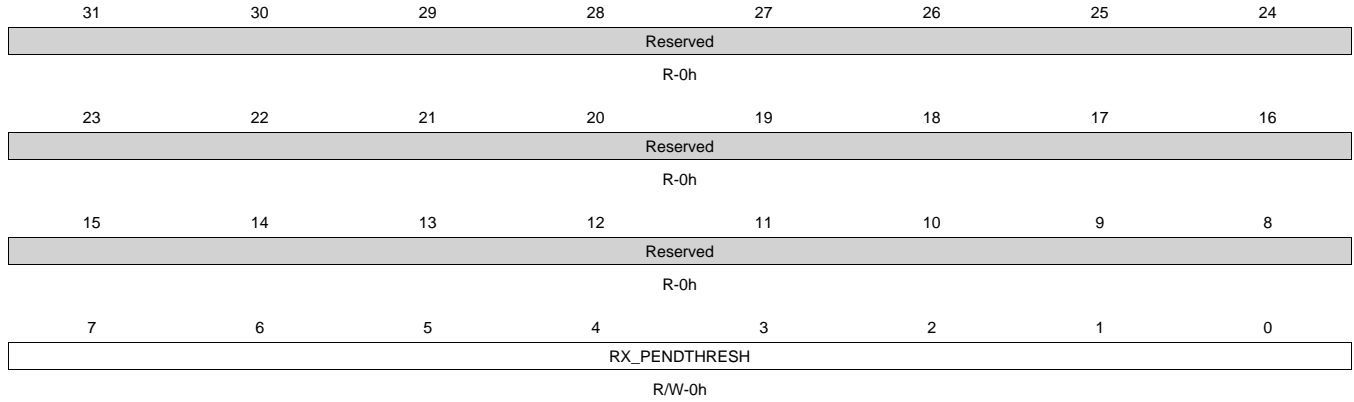 31 30 29 28 27 26 25 24
Reserved
R-0h
23 22 21 20 19 18 17 16
Reserved
R-0h
15 14 13 12 11 10 9 8
Reserved
R-0h
7 6 5 4 3 2 1 0
RX_PENDTHRESH
R/W-0h